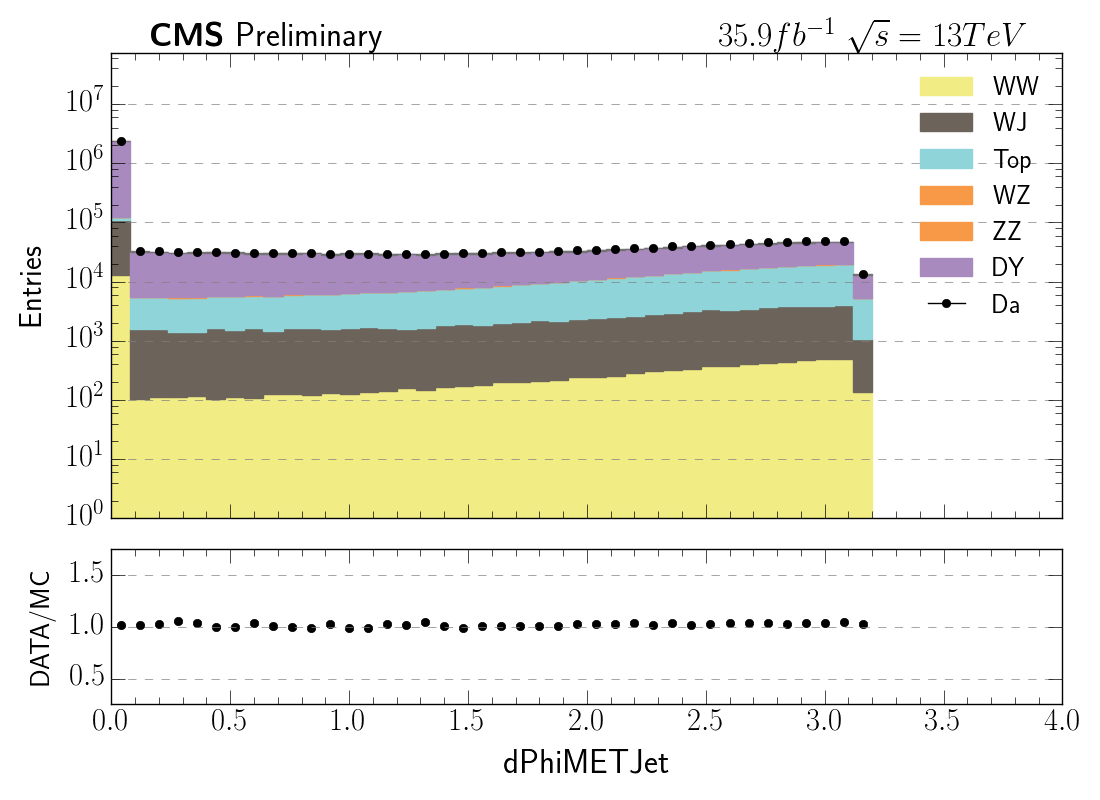 CMS Preliminary
35.9fb⁻¹ √s = 13TeV
Entries
10⁷
10⁶
10⁵
10⁴
10³
10²
10¹
10⁰
WW
WJ
Top
WZ
ZZ
DY
Da
DATA/MC
1.5
1.0
0.5
0.0 0.5 1.0 1.5 2.0 2.5 3.0 3.5 4.0
dPhiMETJet